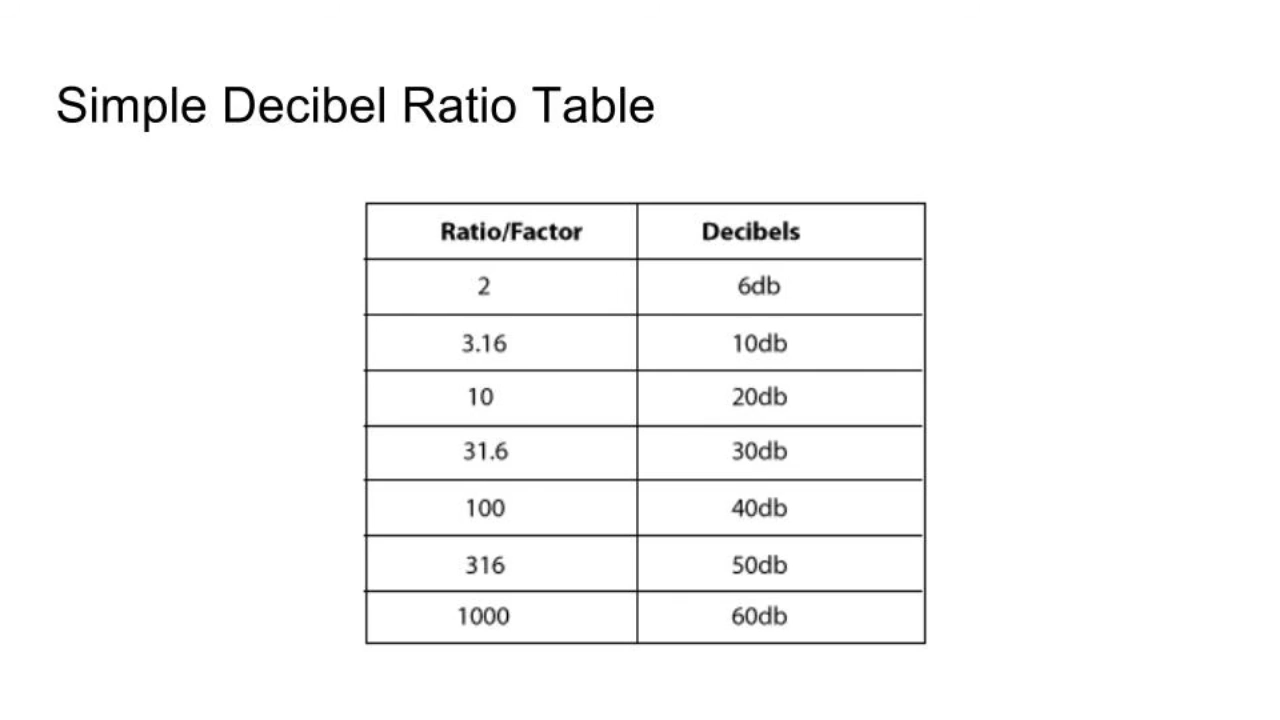 Simple Decibel Ratio Table
Ratio/Factor Decibels
2 6db
3.16 10db
10 20db
31.6 30db
100 40db
316 50db
1000 60db